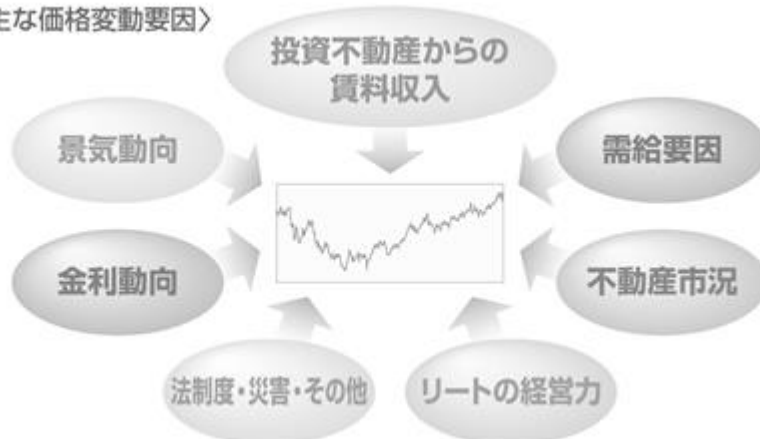 主な価格変動要因〉
投資不動産からの
賃料収入
景気動向
需給要因
金利動向
不動産市況
法制度・災害・その他
リートの経営力